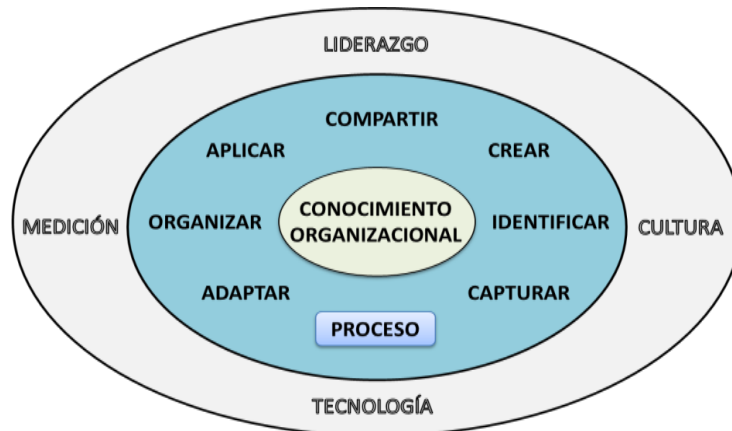 LIDERAZGO
COMPARTIR
APLICAR
CREAR
CONOCIMIENTO
ORGANIZACIONAL
MEDICIÓN
ORGANIZAR
IDENTIFICAR
CULTURA
ADAPTAR
CAPTURAR
PROCESO
TECNOLOGÍA